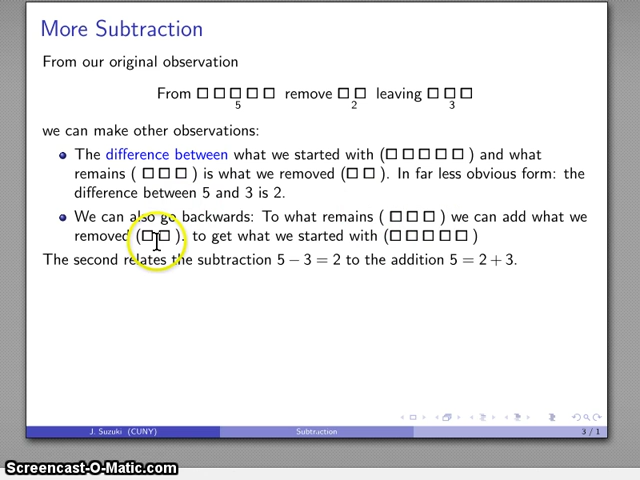 More Subtraction
From our original observation
From □ □ □ □ □ remove □ □ leaving □ □ □
5 2 3
we can make other observations:
• The difference between what we started with (□ □ □ □ □ ) and what
remains ( □ □ □ ) is what we removed (□ □ ). In far less obvious form: the
difference between 5 and 3 is 2.
• We can also go backwards: To what remains ( □ □ □ ) we can add what we
removed (□ □ ). to get what we started with (□ □ □ □ □ )
The second relates the subtraction 5 − 3 = 2 to the addition 5 = 2 + 3.
J. Suzuki (CUNY) Subtraction 3 / 1
Screencast-O-Matic.com